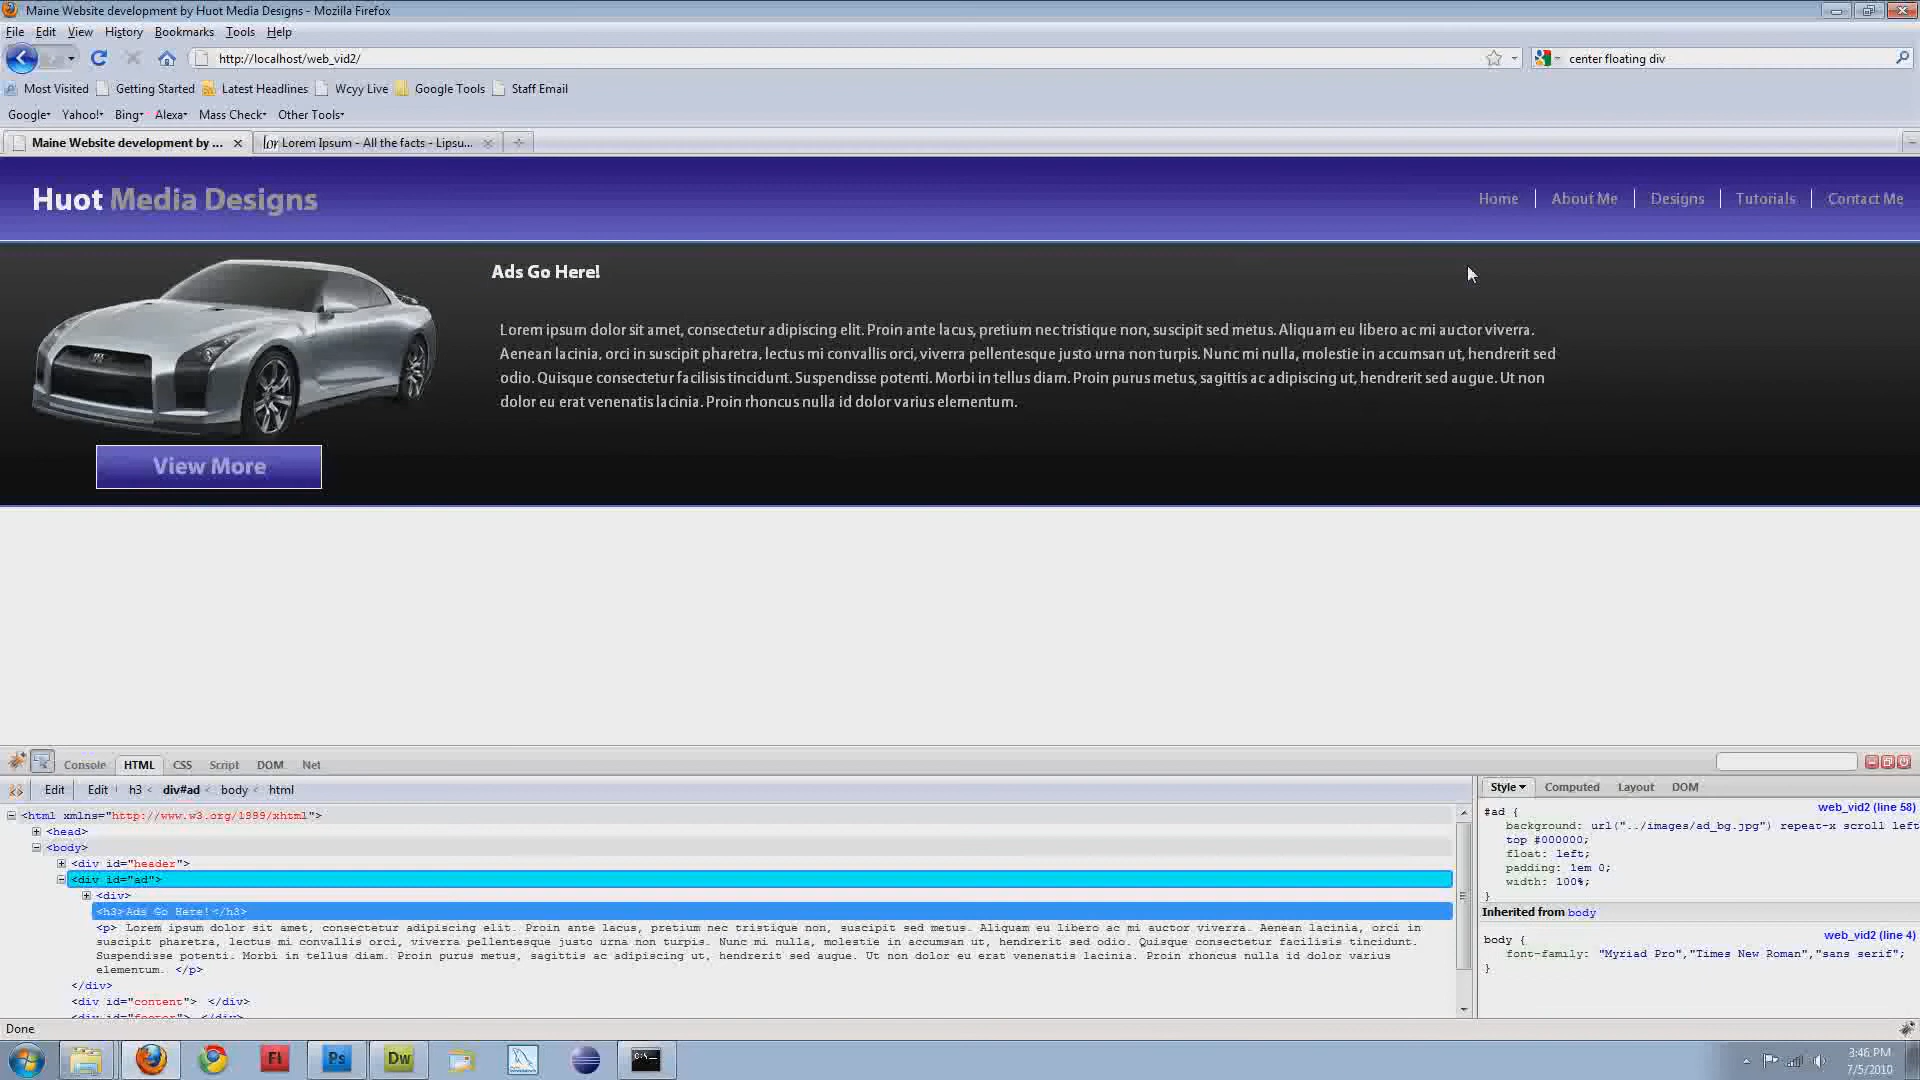 Maine Website development by Huot Media Designs - Mozilla Firefox
File Edit View History Bookmarks Tools Help
http://localhost/web_vid2/
center floating div
Most Visited Getting Started Latest Headlines Wcyy Live Google Tools Staff Email
Google Yahoo! Bing Alexa Mass Check Other Tools
Maine Website development by ... Lorem Ipsum - All the facts - Lipsu...
Huot Media Designs
Home About Me Designs Tutorials Contact Me
Ads Go Here!
Lorem ipsum dolor sit amet, consectetur adipiscing elit. Proin ante lacus, pretium nec tristique non, suscipit sed metus. Aliquam eu libero ac mi auctor viverra.
Aenean lacinia, orci in suscipit pharetra, lectus mi convallis orci, viverra pellentesque justo urna non turpis. Nunc mi nulla, molestie in accumsan ut, hendrerit sed
odio. Quisque consectetur facilisis tincidunt. Suspendisse potenti. Morbi in tellus diam. Proin purus metus, sagittis ac adipiscing ut, hendrerit sed augue. Ut non
dolor eu erat venenatis lacinia. Proin rhoncus nulla id dolor varius elementum.
View More
Console HTML CSS Script DOM Net
Edit Edit h3 < div#ad < body < html
<html xmlns="http://www.w3.org/1999/xhtml">
<head>
<body>
<div id="header">
<div id="ad">
<div>
<h3>Ads Go Here!</h3>
<p> Lorem ipsum dolor sit amet, consectetur adipiscing elit. Proin ante lacus, pretium nec tristique non, suscipit sed metus. Aliquam eu libero ac mi auctor viverra. Aenean lacinia, orci in
suscipit pharetra, lectus mi convallis orci, viverra pellentesque justo urna non turpis. Nunc mi nulla, molestie in accumsan ut, hendrerit sed odio. Quisque consectetur facilisis tincidunt.
Suspendisse potenti. Morbi in tellus diam. Proin purus metus, sagittis ac adipiscing ut, hendrerit sed augue. Ut non dolor eu erat venenatis lacinia. Proin rhoncus nulla id dolor varius
elementum. </p>
</div>
<div id="content"> </div>
<div id="footer"> </div>
Style Computed Layout DOM
web_vid2 (line 58)
#ad {
background: url("../images/ad_bg.jpg") repeat-x scroll left
top #000000;
float: left;
padding: 1em 0;
width: 100%;
}
Inherited from body
web_vid2 (line 4)
body {
font-family: "Myriad Pro","Times New Roman","sans serif";
}
Done
Fl Ps Dw
3:46 PM
7/5/2010